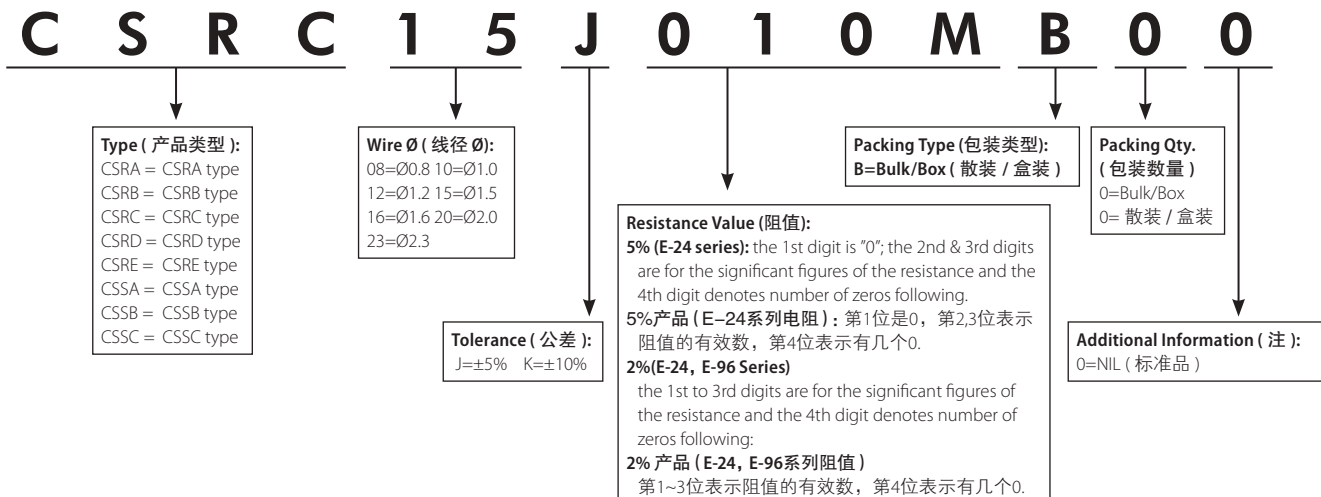 C S R C 1 5 J 0 1 0 M B 0 0
Type ( 产品类型 ):
CSRA = CSRA type
CSRB = CSRB type
CSRC = CSRC type
CSRD = CSRD type
CSRE = CSRE type
CSSA = CSSA type
CSSB = CSSB type
CSSC = CSSC type
Wire Ø ( 线径 Ø):
08=Ø0.8 10=Ø1.0
12=Ø1.2 15=Ø1.5
16=Ø1.6 20=Ø2.0
23=Ø2.3
Tolerance ( 公差 ):
J=±5% K=±10%
Resistance Value (阻值):
5% (E-24 series): the 1st digit is "0"; the 2nd & 3rd digits
are for the significant figures of the resistance and the
4th digit denotes number of zeros following.
5%产品 ( E–24系列电阻 ) : 第1位是0，第2,3位表示
阻值的有效数，第4位表示有几个0.
2%(E-24, E-96 Series)
the 1st to 3rd digits are for the significant figures of
the resistance and the 4th digit denotes number of
zeros following:
2% 产品 ( E-24, E-96系列阻值 )
第1~3位表示阻值的有效数，第4位表示有几个0.
Packing Type (包装类型):
B=Bulk/Box ( 散装 / 盒装 )
Packing Qty.
( 包装数量 )
0=Bulk/Box
0= 散装 / 盒装
Additional Information ( 注 ):
0=NIL ( 标准品 )